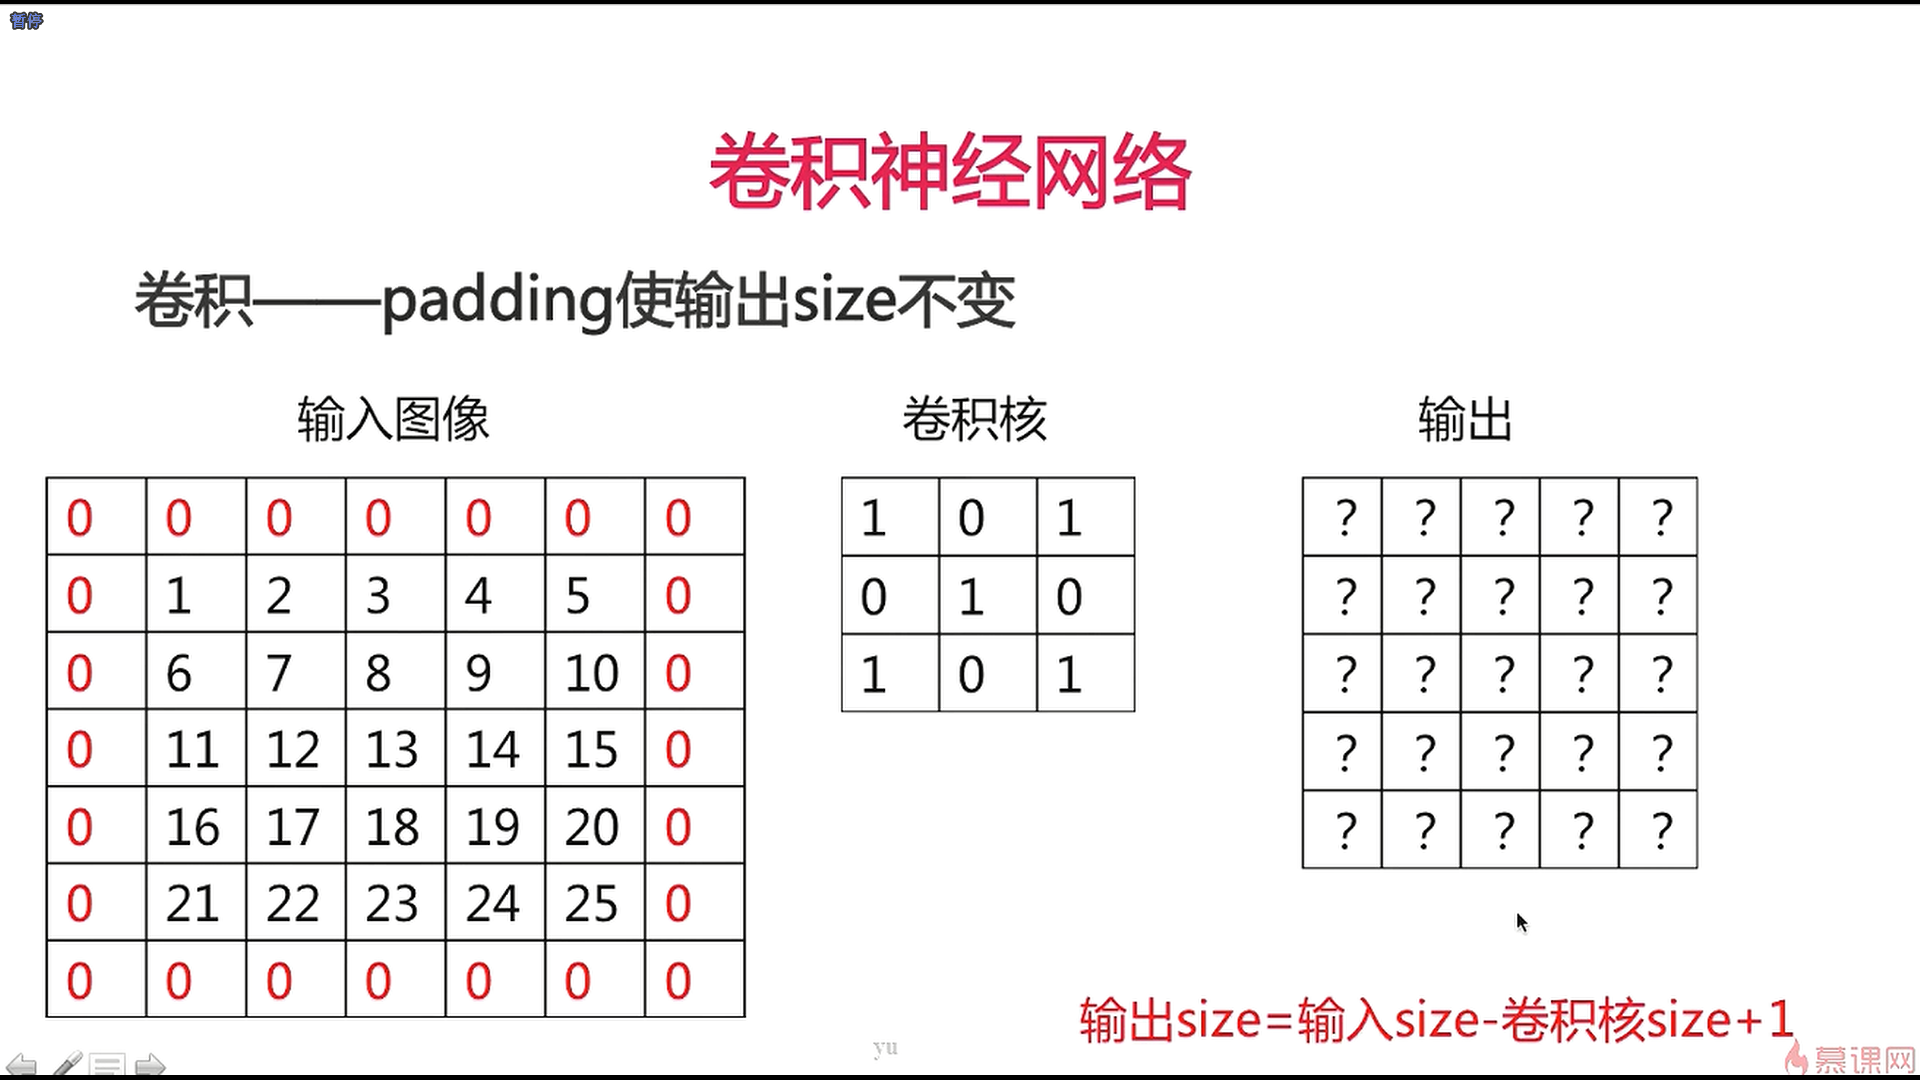 暂停
卷积神经网络
卷积——padding使输出size不变
输入图像 卷积核 输出
0 0 0 0 0 0 0 1 0 1 ? ? ? ? ?
0 1 2 3 4 5 0 0 1 0 ? ? ? ? ?
0 6 7 8 9 10 0 1 0 1 ? ? ? ? ?
0 11 12 13 14 15 0 ? ? ? ? ?
0 16 17 18 19 20 0 ? ? ? ? ?
0 21 22 23 24 25 0
0 0 0 0 0 0 0
输出size=输入size-卷积核size+1
yu
慕课网